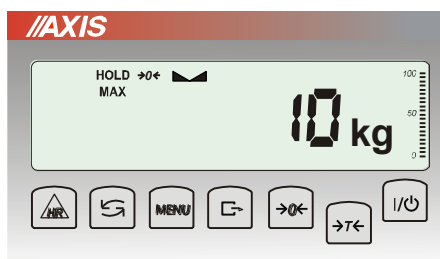 //AXIS
HOLD →0←
MAX
10 kg
100
50
0
HR
MENU
→0←
→T←
I/